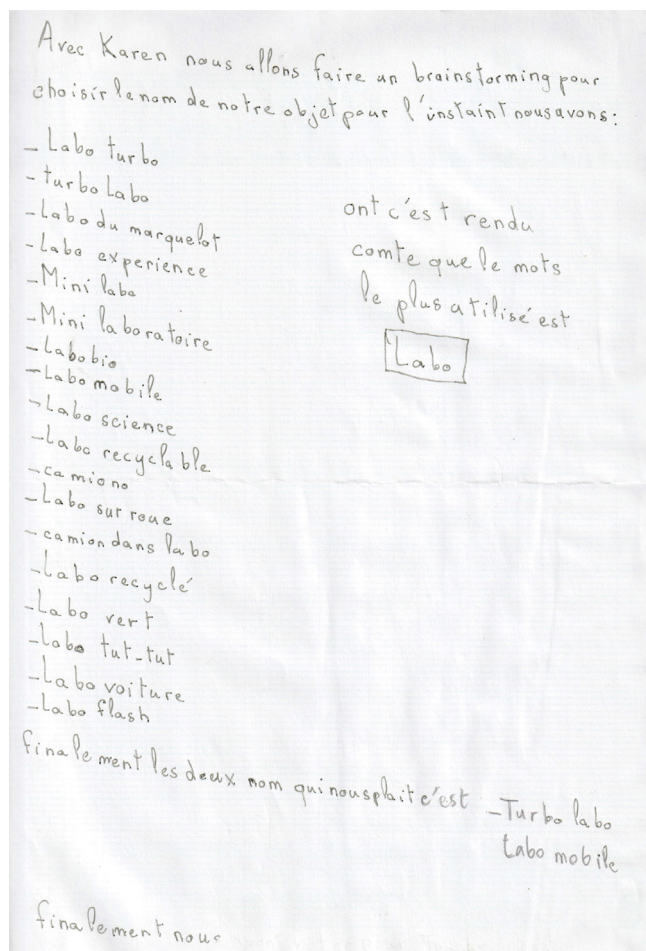 Avec Karen nous allons faire un brainstorming pour
choisir le nom de notre objet pour l'instaint nous avons:
- Labo turbo
- turbo Labo
- Labo du marquelot
- Labo experience
- Mini labo
- Mini laboratoire
- Labo bio
- Labo mobile
- Labo science
- Labo recyclable
- camiono
- Labo sur roue
- camion dans labo
- Labo recyclé
- Labo vert
- Labo tut-tut
- Labo voiture
- Labo flash
ont c'est rendu
comte que le mots
le plus utilisé est
Labo
finalement les deux nom qui nous plait c'est - Turbo labo
Labo mobile
finalement nous